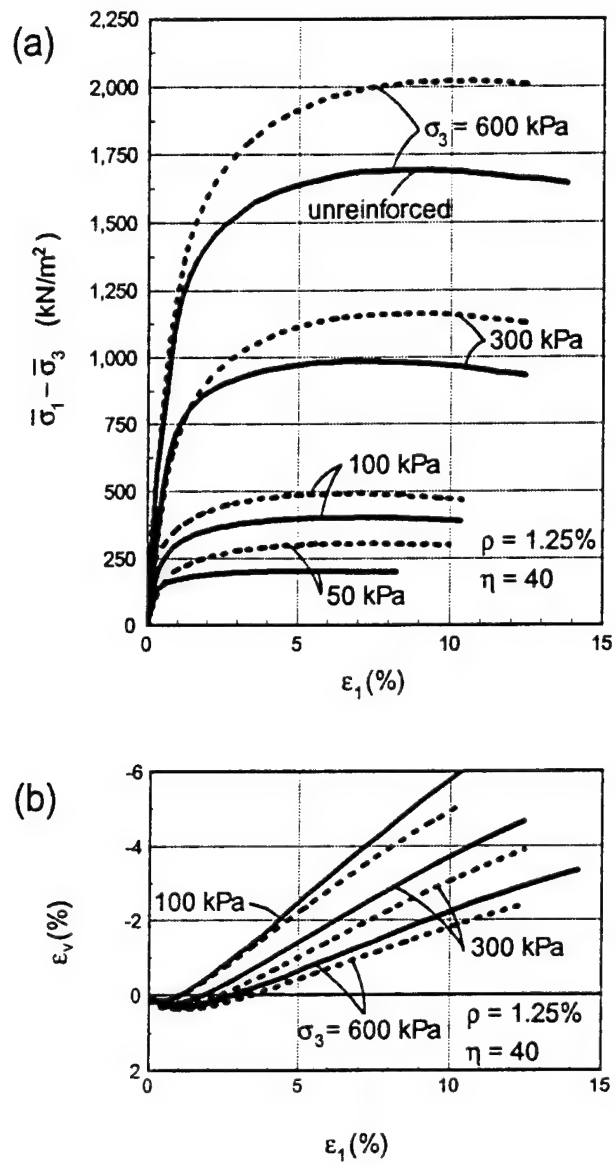 (a)
2,250
2,000
1,750
1,500
1,250
1,000
750
500
250
0
σ̅₁ – σ̅₃ (kN/m²)
σ₃ = 600 kPa
unreinforced
300 kPa
100 kPa
50 kPa
ρ = 1.25%
η = 40
0 5 10 15
ε₁(%)
(b)
-6
-4
-2
0
2
εᵥ(%)
100 kPa
300 kPa
σ₃ = 600 kPa
ρ = 1.25%
η = 40
0 5 10 15
ε₁(%)